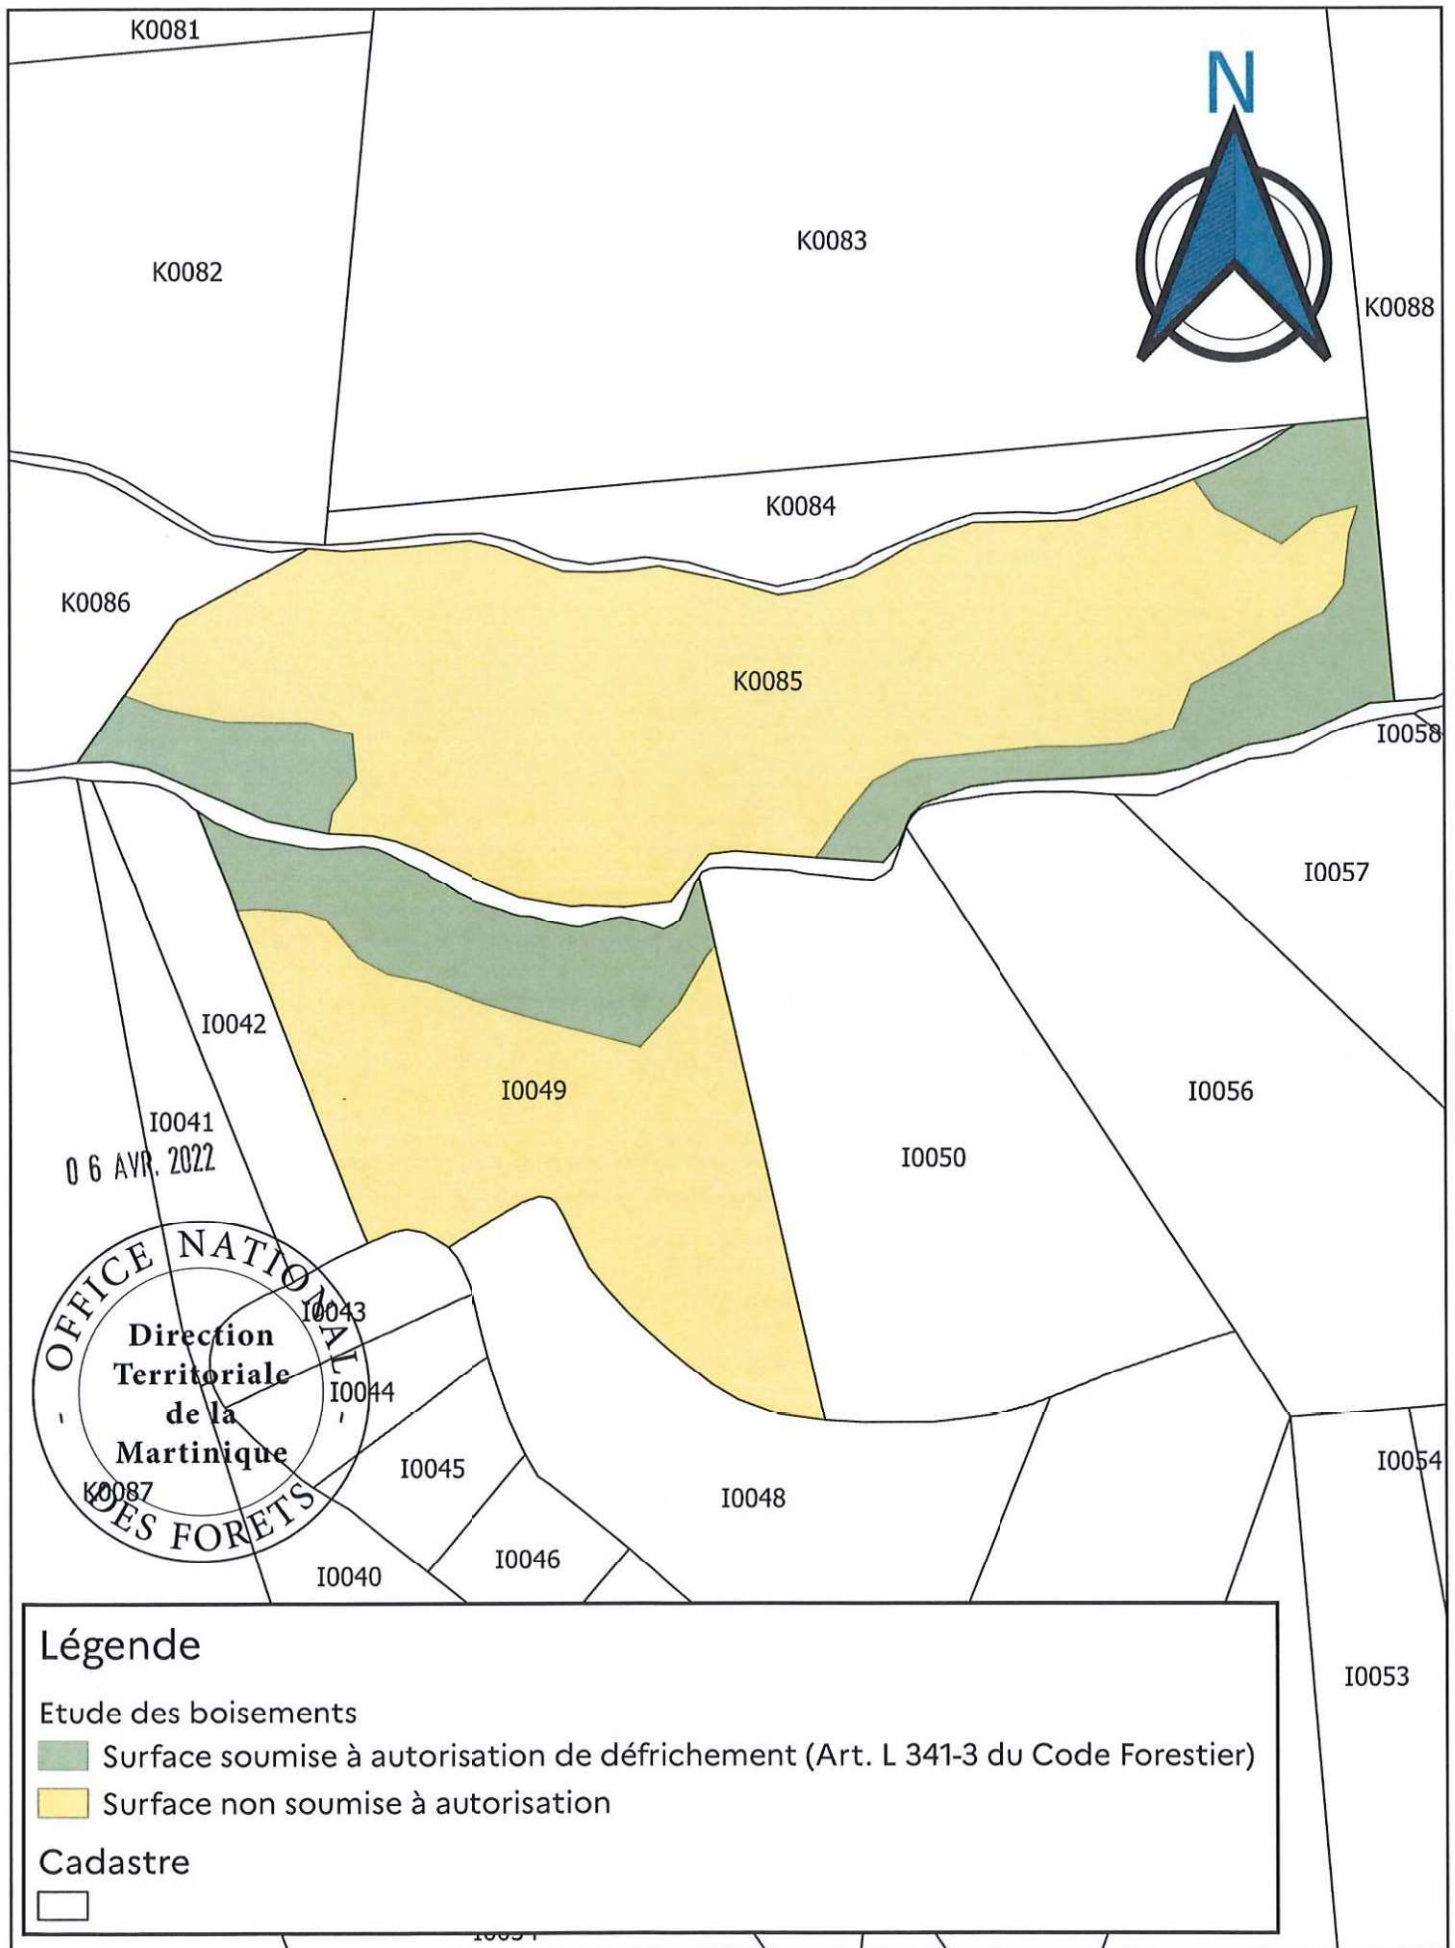 K0081
N
K0083
K0082
K0088
K0084
K0086
K0085
I0058
I0057
I0042
I0049
I0056
I0041
I0050
0 6 AVR. 2022
OFFICE NATIONAL
DES FORETS
Direction
Territoriale
de la
Martinique
I0043
I0044
I0045
I0054
K0087
I0048
I0046
I0040
I0053
Légende
Etude des boisements
Surface soumise à autorisation de défrichement (Art. L 341-3 du Code Forestier)
Surface non soumise à autorisation
Cadastre